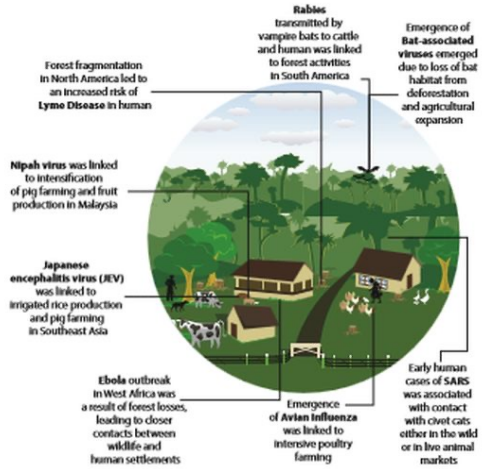 Rabies
transmitted by
vampire bats to cattle
and human was linked
to forest activities
in South America
Emergence of
Bat-associated
viruses emerged
due to loss of bat
habitat from
deforestation
and agricultural
expansion
Forest fragmentation
in North America led to
an increased risk of
Lyme Disease in human
Nipah virus was linked
to intensification
of pig farming and fruit
production in Malaysia
Japanese
encephalitis virus (JEV)
was linked to
irrigated rice production
and pig farming
in Southeast Asia
Ebola outbreak
in West Africa was
a result of forest losses,
leading to closer
contacts between
wildlife and
human settlements
Emergence
of Avian Influenza
was linked to
intensive poultry
farming
Early human
cases of SARS
was associated
with contact
with civet cats
either in the wild
or in live animal
markets